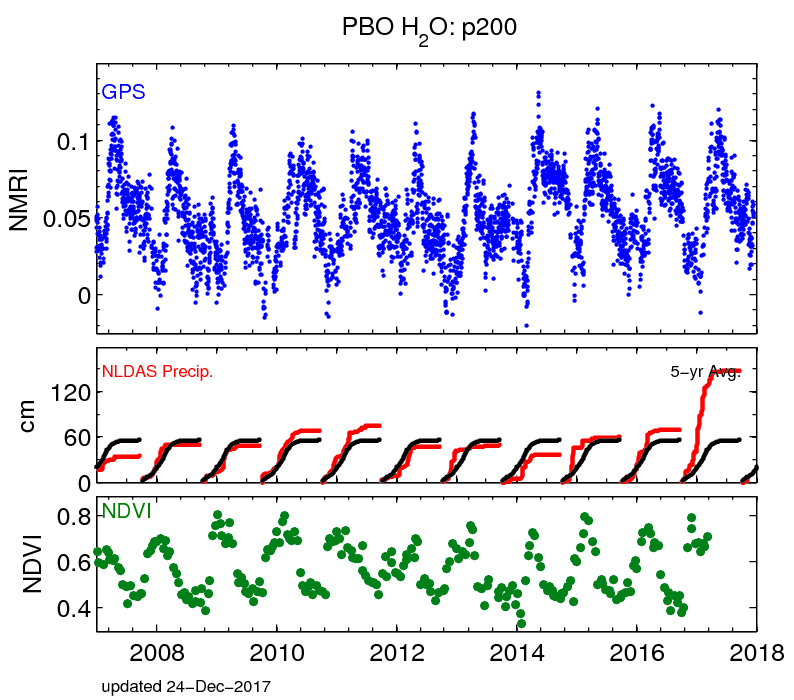 PBO H2O: p200
GPS
NMRI
0.1
0.05
0
NLDAS Precip.
5−yr Avg.
cm
120
60
0
NDVI
NDVI
0.8
0.6
0.4
2008 2010 2012 2014 2016 2018
updated 24−Dec−2017